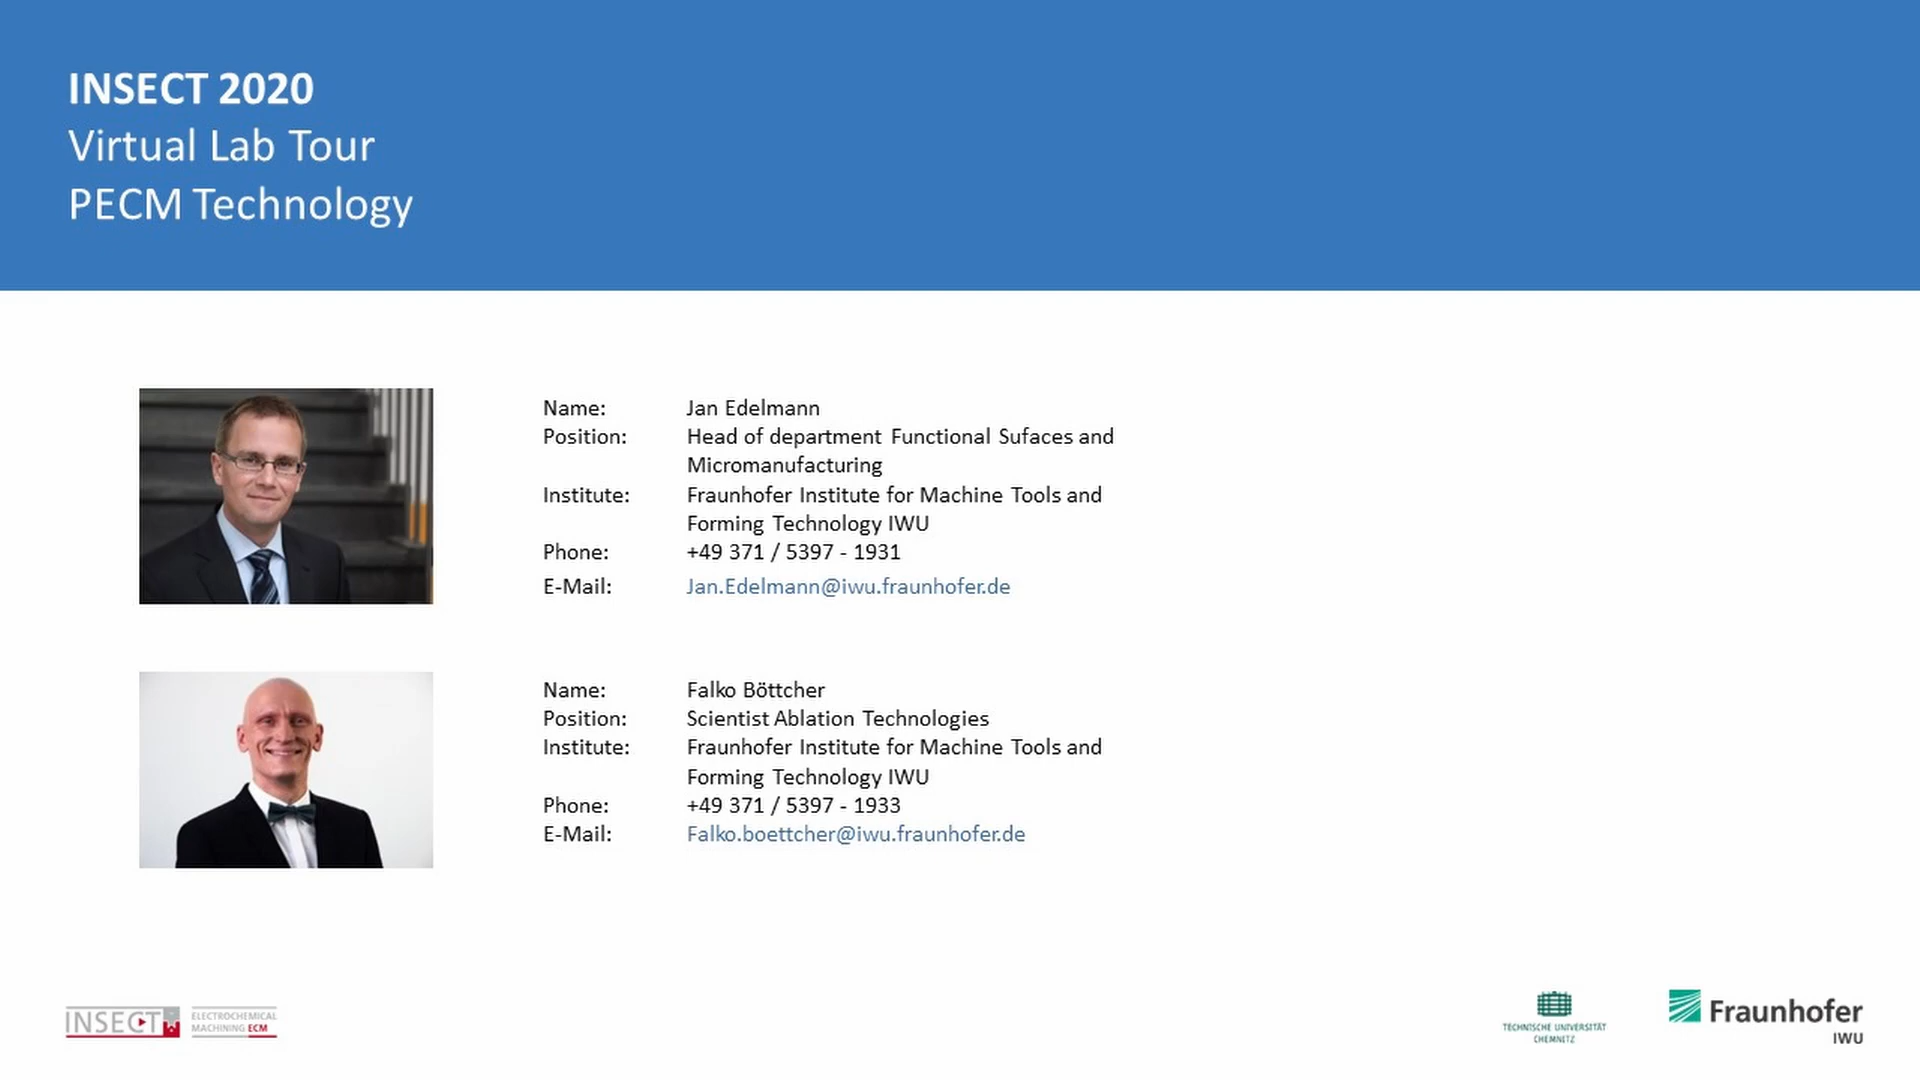 INSECT 2020
Virtual Lab Tour
PECM Technology
Name: Jan Edelmann
Position: Head of department Functional Sufaces and
Micromanufacturing
Institute: Fraunhofer Institute for Machine Tools and
Forming Technology IWU
Phone: +49 371 / 5397 - 1931
E-Mail: Jan.Edelmann@iwu.fraunhofer.de
Name: Falko Böttcher
Position: Scientist Ablation Technologies
Institute: Fraunhofer Institute for Machine Tools and
Forming Technology IWU
Phone: +49 371 / 5397 - 1933
E-Mail: Falko.boettcher@iwu.fraunhofer.de
INSECT
ELECTROCHEMICAL
MACHINING ECM
TECHNISCHE UNIVERSITÄT
CHEMNITZ
Fraunhofer
IWU